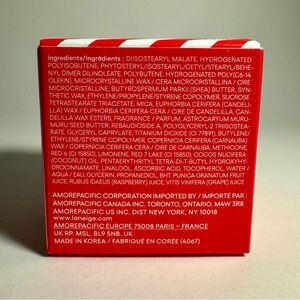 Ingredients/Ingrédients : DIISOSTEARYL MALATE, HYDROGENATED
POLYISOBUTENE, PHYTOSTERYL/ISOSTEARYL/CETYL/STEARYL/BEHE-
NYL DIMER DILINOLEATE, POLYBUTENE, HYDROGENATED POLY(C6-14
OLEFIN), MICROCRYSTALLINE WAX / CERA MICROCRISTALLINA / CIRE
MICROCRISTALLINE, BUTYROSPERMUM PARKII (SHEA) BUTTER, SYN-
THETIC WAX, ETHYLENE/PROPYLENE/STYRENE COPOLYMER, SUCROSE
TETRASTEARATE TRIACETATE, MICA, EUPHORBIA CERIFERA (CANDELI-
LLA) WAX / EUPHORBIA CERIFERA CERA / CIRE DE CANDELILLA, CAN-
DELILLA WAX ESTERS, FRAGRANCE / PARFUM, ASTROCARYUM MURU-
MURU SEED BUTTER, POLYGLYCERYL-2 TRIISOSTEA-
RATE, GLYCERYL CAPRYLATE, TITANIUM DIOXIDE (CI 77891), BUTYLENE/
ETHYLENE/STYRENE COPOLYMER, COPERNICIA CERIFERA (CARNAUBA)
WAX / COPERNICIA CERIFERA CERA / CIRE DE CARNAUBA, METHICONE,
RED 6 (CI 15850), LIMONENE, RED 7 LAKE (CI 15850), COCOS NUCIFERA
(COCONUT) OIL, PENTAERYTHRITYL TETRA-DI-T-BUTYL HYDROXYHY-
DROCINNAMATE, LINALOOL, ASCORBIC ACID, TOCOPHEROL, WATER /
AQUA / EAU, GLYCERIN, PROPANEDIOL, BHT, PUNICA GRANATUM FRUIT
JUICE, RUBUS IDAEUS (RASPBERRY) JUICE, VITIS VINIFERA (GRAPE) JUICE
AMOREPACIFIC CORPORATION IMPORTED BY / IMPORTÉ PAR :
AMOREPACIFIC CANADA INC. TORONTO, ONTARIO, M4W 3R8
AMOREPACIFIC US INC. DIST NEW YORK, NY 10018
www.laneige.com
AMOREPACIFIC EUROPE 75008 PARIS – FRANCE
UK RP. MSL, BL9 5NB. UK
MADE IN KOREA / FABRIQUÉ EN CORÉE (4067)